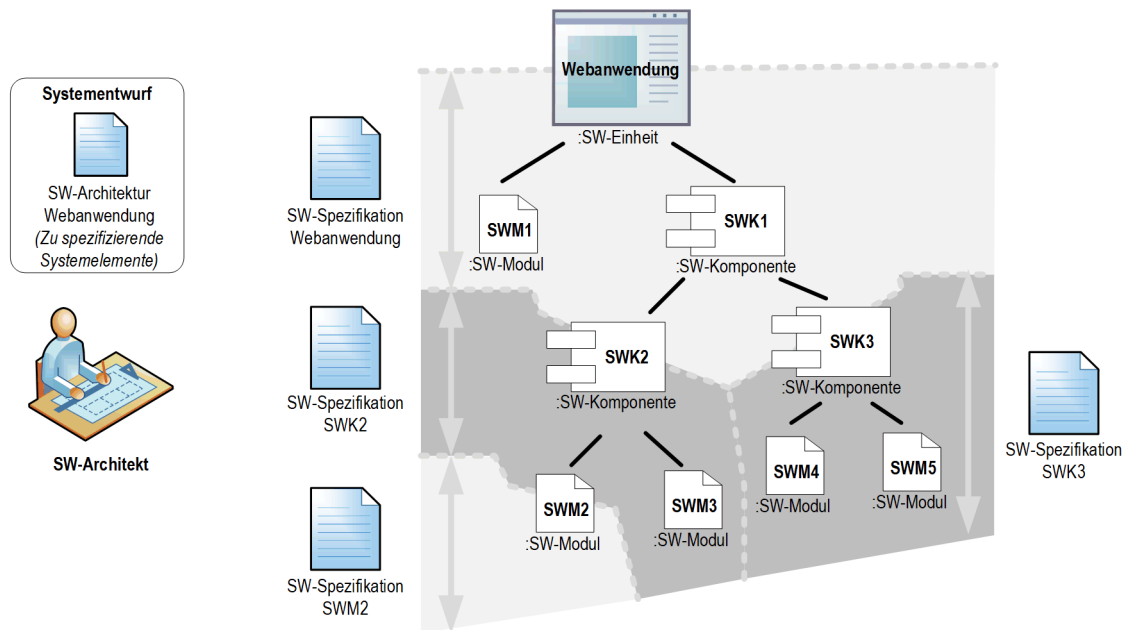 Systementwurf
SW-Architektur
Webanwendung
(Zu spezifizierende
Systemelemente)
SW-Architekt
SW-Spezifikation
Webanwendung
SW-Spezifikation
SWK2
SW-Spezifikation
SWM2
Webanwendung
:SW-Einheit
SWM1
:SW-Modul
SWK1
:SW-Komponente
SWK2
:SW-Komponente
SWK3
:SW-Komponente
SWM2
:SW-Modul
SWM3
:SW-Modul
SWM4
:SW-Modul
SWM5
:SW-Modul
SW-Spezifikation
SWK3